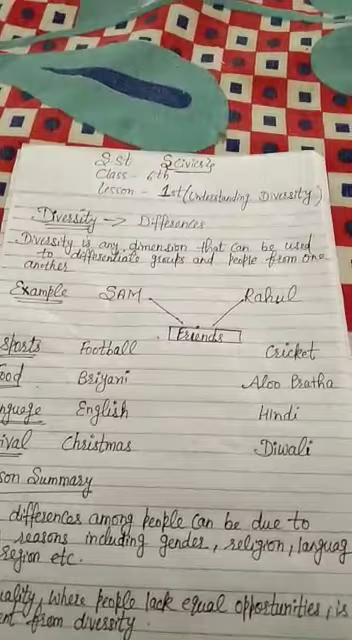 S.st (Civics)
Class - 6th
Lesson - 1st (Understanding Diversity)
Diversity → Differences
Diversity is any dimension that can be used
to differentiate groups and people from one
another
Example SAM Rahul
Friends
sports Football Cricket
ood Briyani Aloo Pratha
nguage English Hindi
ival Christmas Diwali
son Summary
differences among people can be due to
reasons including gender, religion, languag
region etc.
uality, where people lack equal opportunities, is
ent from diversity.